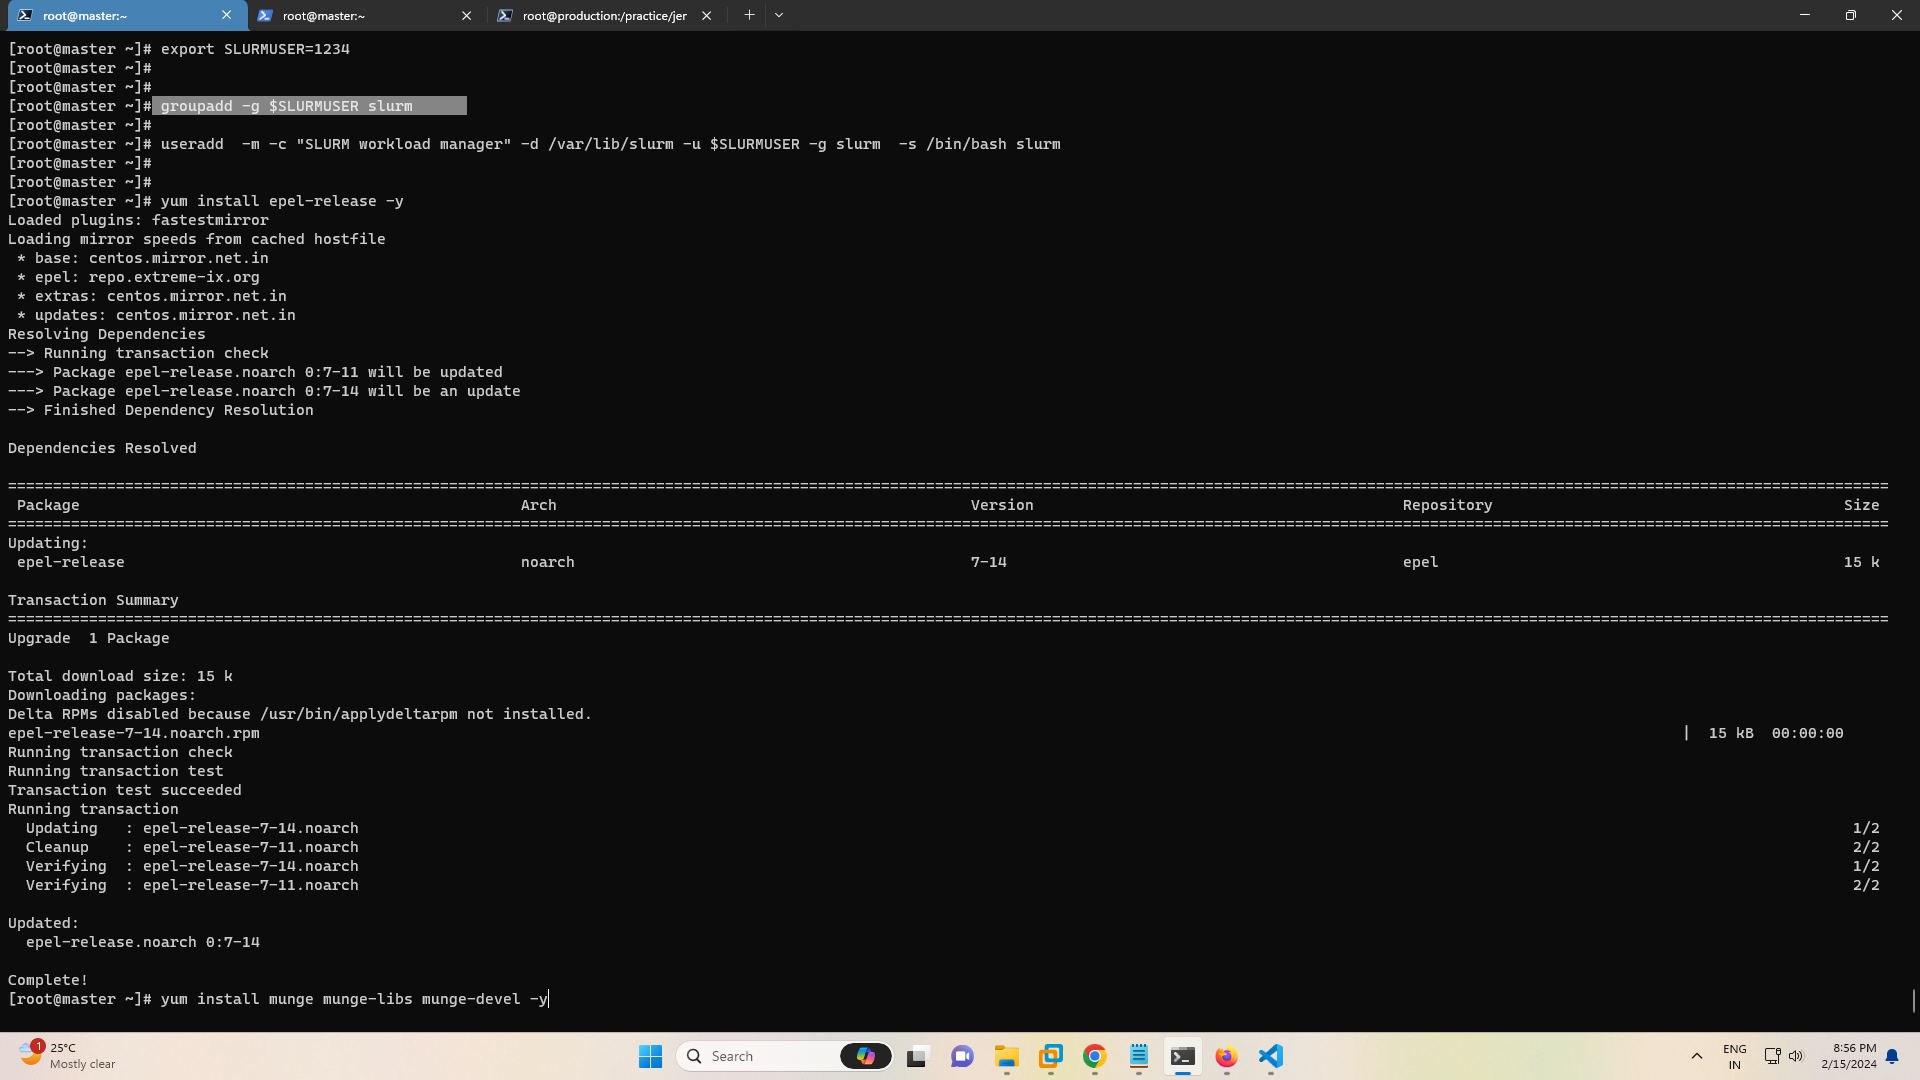 root@master:~ root@master:~ root@production:/practice/jer
[root@master ~]# export SLURMUSER=1234
[root@master ~]#
[root@master ~]#
[root@master ~]# groupadd -g $SLURMUSER slurm
[root@master ~]#
[root@master ~]# useradd  -m -c "SLURM workload manager" -d /var/lib/slurm -u $SLURMUSER -g slurm  -s /bin/bash slurm
[root@master ~]#
[root@master ~]#
[root@master ~]# yum install epel-release -y
Loaded plugins: fastestmirror
Loading mirror speeds from cached hostfile
 * base: centos.mirror.net.in
 * epel: repo.extreme-ix.org
 * extras: centos.mirror.net.in
 * updates: centos.mirror.net.in
Resolving Dependencies
--> Running transaction check
---> Package epel-release.noarch 0:7-11 will be updated
---> Package epel-release.noarch 0:7-14 will be an update
--> Finished Dependency Resolution
Dependencies Resolved
Package Arch Version Repository Size
Updating:
epel-release noarch 7-14 epel 15 k
Transaction Summary
Upgrade  1 Package
Total download size: 15 k
Downloading packages:
Delta RPMs disabled because /usr/bin/applydeltarpm not installed.
epel-release-7-14.noarch.rpm | 15 kB 00:00:00
Running transaction check
Running transaction test
Transaction test succeeded
Running transaction
Updating : epel-release-7-14.noarch 1/2
Cleanup : epel-release-7-11.noarch 2/2
Verifying : epel-release-7-14.noarch 1/2
Verifying : epel-release-7-11.noarch 2/2
Updated:
epel-release.noarch 0:7-14
Complete!
[root@master ~]# yum install munge munge-libs munge-devel -y
1 25°C
Mostly clear
Search
ENG
IN
8:56 PM
2/15/2024